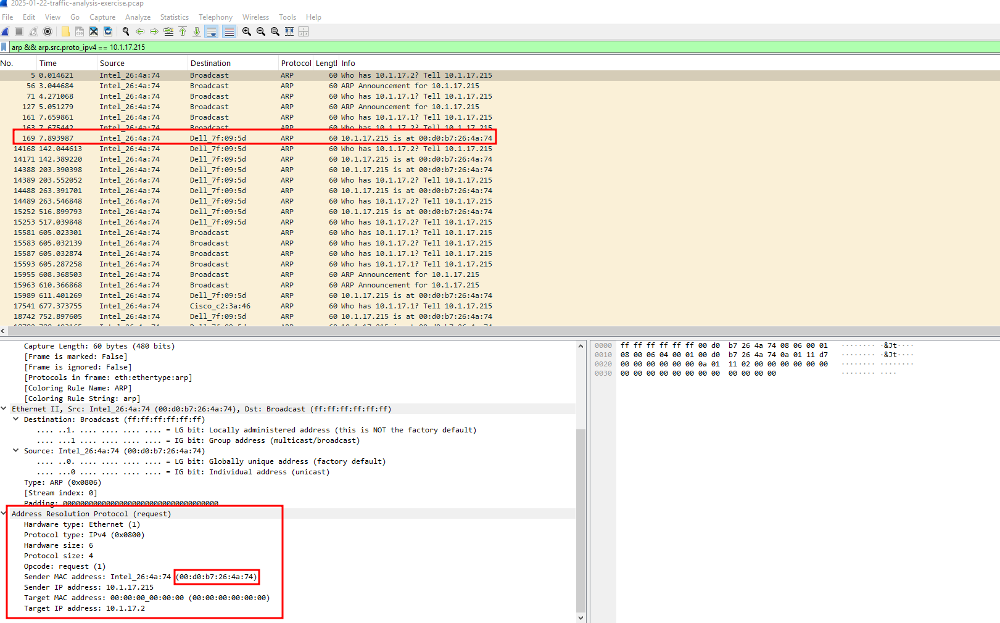 2025-01-22-traffic-analysis-exercise.pcap
File Edit View Go Capture Analyze Statistics Telephony Wireless Tools Help
arp && arp.src.proto_ipv4 == 10.1.17.215
No. Time Source Destination Protocol Lengtl Info
5 0.014621 Intel_26:4a:74 Broadcast ARP 60 Who has 10.1.17.2? Tell 10.1.17.215
56 3.044684 Intel_26:4a:74 Broadcast ARP 60 ARP Announcement for 10.1.17.215
71 4.271068 Intel_26:4a:74 Broadcast ARP 60 Who has 10.1.17.1? Tell 10.1.17.215
127 5.051279 Intel_26:4a:74 Broadcast ARP 60 ARP Announcement for 10.1.17.215
161 7.659861 Intel_26:4a:74 Broadcast ARP 60 Who has 10.1.17.1? Tell 10.1.17.215
163 7.675442 Intel_26:4a:74 Broadcast ARP 60 Who has 10.1.17.2? Tell 10.1.17.215
169 7.893987 Intel_26:4a:74 Dell_7f:09:5d ARP 60 10.1.17.215 is at 00:d0:b7:26:4a:74
14168 142.044613 Intel_26:4a:74 Dell_7f:09:5d ARP 60 Who has 10.1.17.2? Tell 10.1.17.215
14171 142.389220 Intel_26:4a:74 Dell_7f:09:5d ARP 60 10.1.17.215 is at 00:d0:b7:26:4a:74
14388 203.390398 Intel_26:4a:74 Dell_7f:09:5d ARP 60 10.1.17.215 is at 00:d0:b7:26:4a:74
14389 203.552052 Intel_26:4a:74 Dell_7f:09:5d ARP 60 Who has 10.1.17.2? Tell 10.1.17.215
14488 263.391701 Intel_26:4a:74 Dell_7f:09:5d ARP 60 10.1.17.215 is at 00:d0:b7:26:4a:74
14489 263.546848 Intel_26:4a:74 Dell_7f:09:5d ARP 60 Who has 10.1.17.2? Tell 10.1.17.215
15252 516.899793 Intel_26:4a:74 Dell_7f:09:5d ARP 60 10.1.17.215 is at 00:d0:b7:26:4a:74
15253 517.039848 Intel_26:4a:74 Dell_7f:09:5d ARP 60 Who has 10.1.17.2? Tell 10.1.17.215
15581 605.023301 Intel_26:4a:74 Broadcast ARP 60 Who has 10.1.17.1? Tell 10.1.17.215
15583 605.032139 Intel_26:4a:74 Broadcast ARP 60 Who has 10.1.17.2? Tell 10.1.17.215
15587 605.032874 Intel_26:4a:74 Broadcast ARP 60 Who has 10.1.17.1? Tell 10.1.17.215
15593 605.287258 Intel_26:4a:74 Broadcast ARP 60 Who has 10.1.17.1? Tell 10.1.17.215
15955 608.368503 Intel_26:4a:74 Broadcast ARP 60 ARP Announcement for 10.1.17.215
15963 610.366868 Intel_26:4a:74 Broadcast ARP 60 ARP Announcement for 10.1.17.215
15989 611.401269 Intel_26:4a:74 Dell_7f:09:5d ARP 60 10.1.17.215 is at 00:d0:b7:26:4a:74
17541 677.373755 Intel_26:4a:74 Cisco_c2:3a:46 ARP 60 Who has 10.1.17.1? Tell 10.1.17.215
18742 752.897605 Intel_26:4a:74 Dell_7f:09:5d ARP 60 10.1.17.215 is at 00:d0:b7:26:4a:74
Capture Length: 60 bytes (480 bits)
[Frame is marked: False]
[Frame is ignored: False]
[Protocols in frame: eth:ethertype:arp]
[Coloring Rule Name: ARP]
[Coloring Rule String: arp]
Ethernet II, Src: Intel_26:4a:74 (00:d0:b7:26:4a:74), Dst: Broadcast (ff:ff:ff:ff:ff:ff)
Destination: Broadcast (ff:ff:ff:ff:ff:ff)
.... ..1. .... .... .... .... = LG bit: Locally administered address (this is NOT the factory default)
.... ...1 .... .... .... .... = IG bit: Group address (multicast/broadcast)
Source: Intel_26:4a:74 (00:d0:b7:26:4a:74)
.... ..0. .... .... .... .... = LG bit: Globally unique address (factory default)
.... ...0 .... .... .... .... = IG bit: Individual address (unicast)
Type: ARP (0x0806)
[Stream index: 0]
Padding: 000000000000000000000000000000000000
Address Resolution Protocol (request)
Hardware type: Ethernet (1)
Protocol type: IPv4 (0x0800)
Hardware size: 6
Protocol size: 4
Opcode: request (1)
Sender MAC address: Intel_26:4a:74 (00:d0:b7:26:4a:74)
Sender IP address: 10.1.17.215
Target MAC address: 00:00:00_00:00:00 (00:00:00:00:00:00)
Target IP address: 10.1.17.2
0000 ff ff ff ff ff ff 00 d0 b7 26 4a 74 08 06 00 01 ········ ·&Jt····
0010 08 00 06 04 00 01 00 d0 b7 26 4a 74 0a 01 11 d7 ········ ·&Jt····
0020 00 00 00 00 00 00 0a 01 11 02 00 00 00 00 00 00 ········ ········
0030 00 00 00 00 00 00 00 00 00 00 00 00 ········ ····